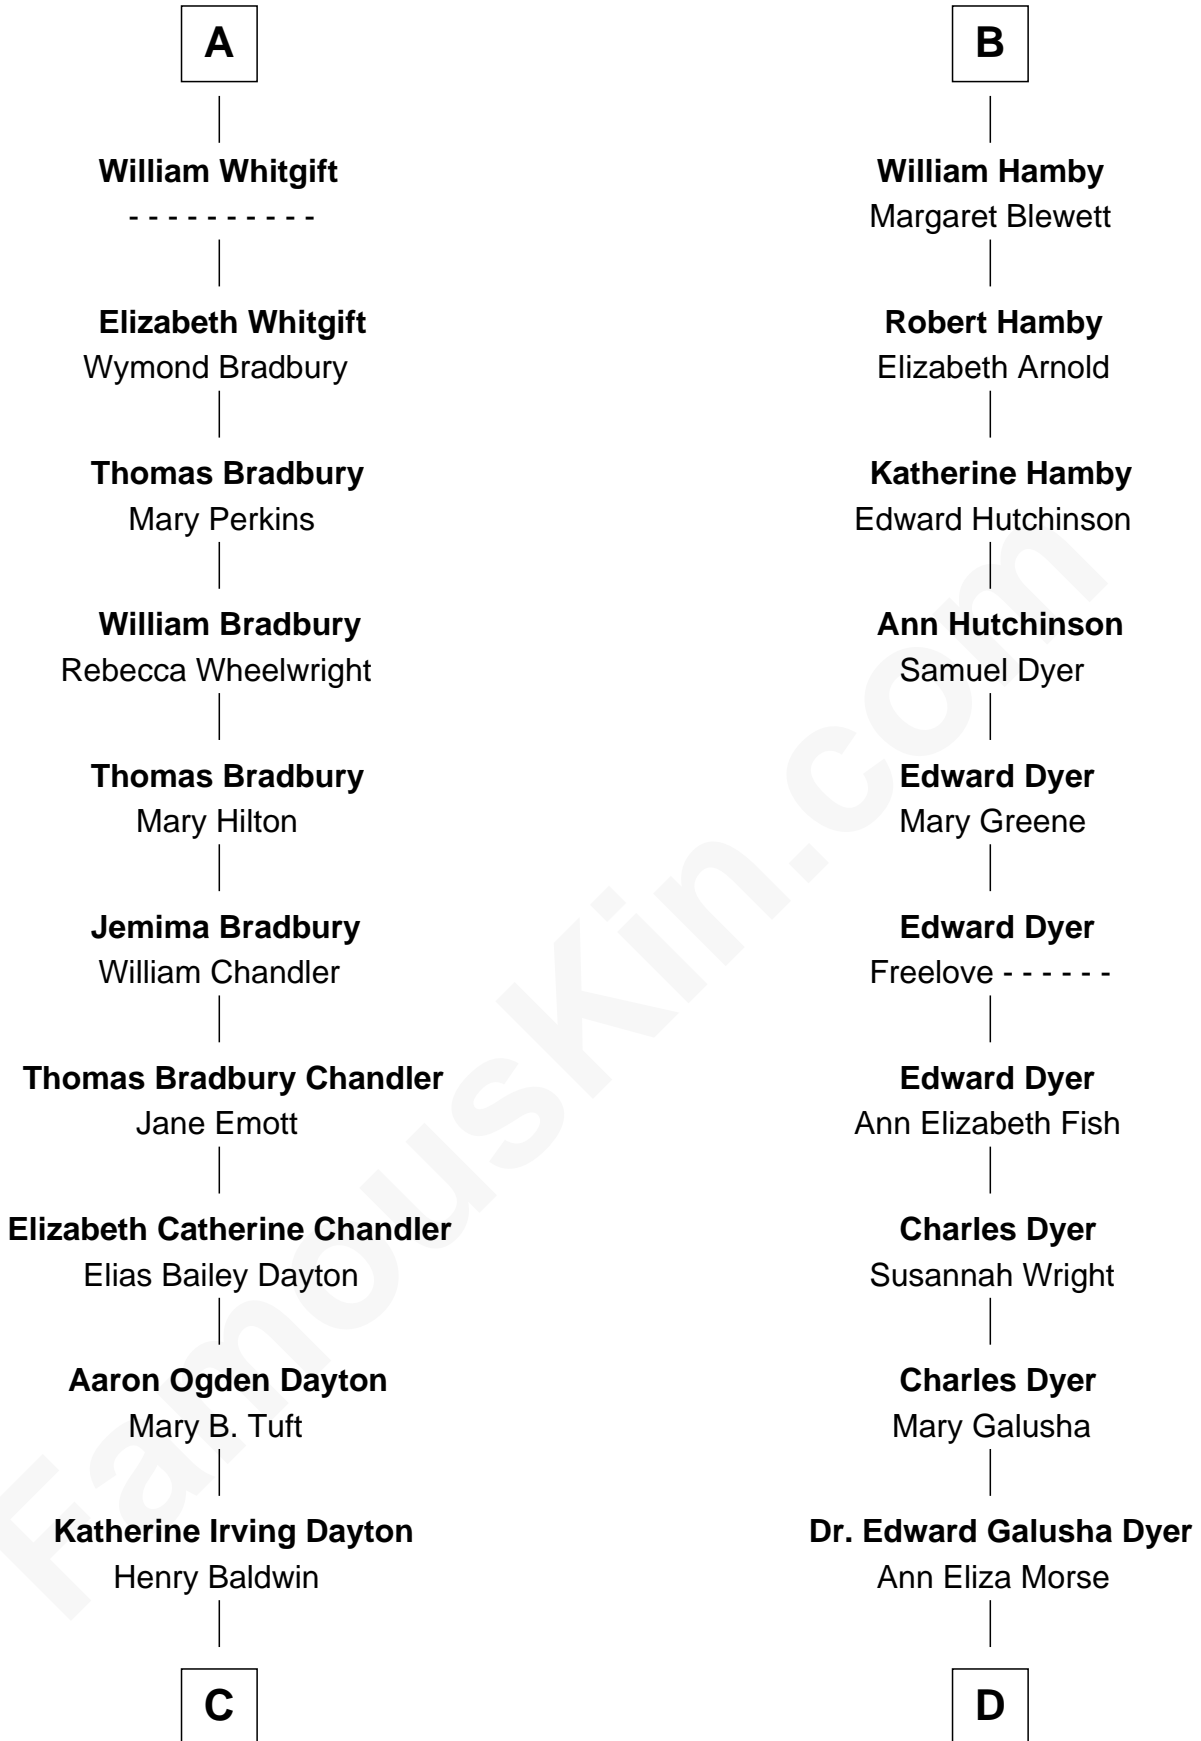 A
William Whitgift
- - - - - - - - - -
Elizabeth Whitgift
Wymond Bradbury
Thomas Bradbury
Mary Perkins
William Bradbury
Rebecca Wheelwright
Thomas Bradbury
Mary Hilton
Jemima Bradbury
William Chandler
Thomas Bradbury Chandler
Jane Emott
Elizabeth Catherine Chandler
Elias Bailey Dayton
Aaron Ogden Dayton
Mary B. Tuft
Katherine Irving Dayton
Henry Baldwin
C
B
William Hamby
Margaret Blewett
Robert Hamby
Elizabeth Arnold
Katherine Hamby
Edward Hutchinson
Ann Hutchinson
Samuel Dyer
Edward Dyer
Mary Greene
Edward Dyer
Freelove - - - - - -
Edward Dyer
Ann Elizabeth Fish
Charles Dyer
Susannah Wright
Charles Dyer
Mary Galusha
Dr. Edward Galusha Dyer
Ann Eliza Morse
D
FamousKin.com